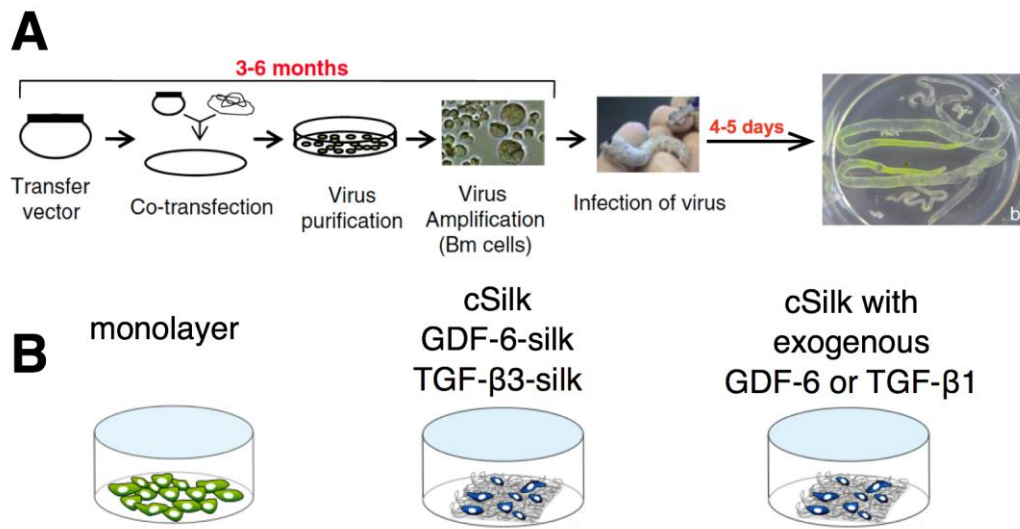 A
3-6 months
Transfer
vector
Co-transfection
Virus
purification
Virus
Amplification
(Bm cells)
Infection of virus
4-5 days
b
B
monolayer
cSilk
GDF-6-silk
TGF-β3-silk
cSilk with
exogenous
GDF-6 or TGF-β1